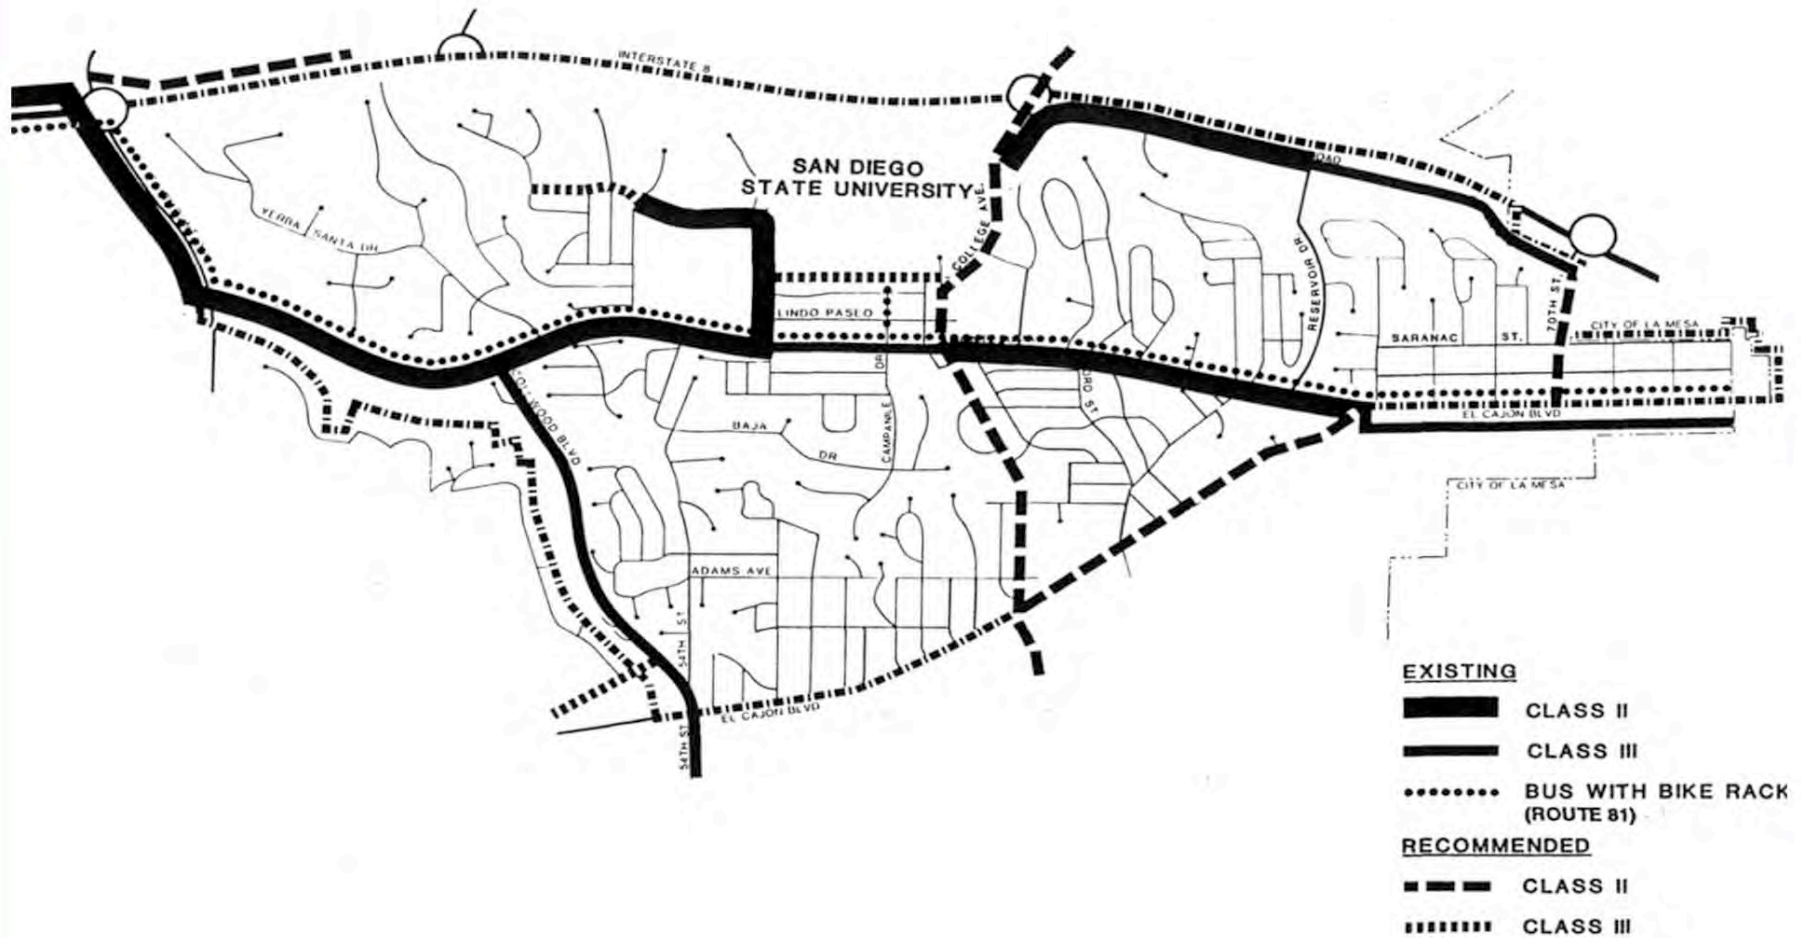 INTERSTATE 8
SAN DIEGO
STATE UNIVERSITY
COLLEGE AVE.
YERBA SANTA DR
RESERVOIR DR.
70TH ST.
LINDO PASEO
CITY OF LA MESA
SARANAC ST.
EL CAJON BLVD
CITY OF LA MESA
BAJA
DR
CAMPANILE
DR
BLVD
ST
ADAMS AVE
54TH ST
EL CAJON BLVD
54TH ST
EXISTING
CLASS II
CLASS III
BUS WITH BIKE RACK
(ROUTE 81)
RECOMMENDED
CLASS II
CLASS III